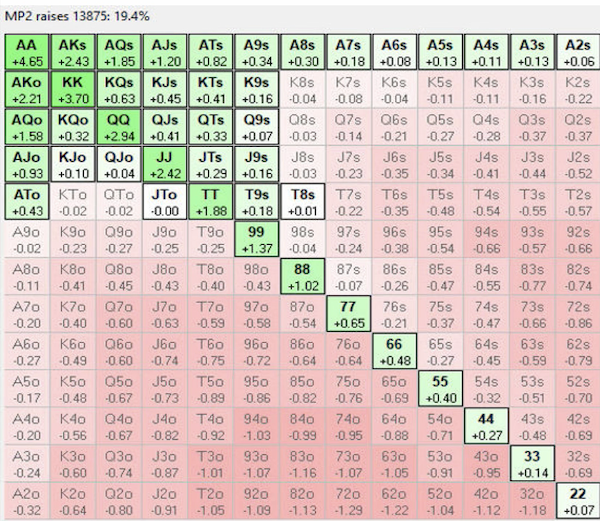 MP2 raises 13875: 19.4%
AA AKs AQs AJs ATs A9s A8s A7s A6s A5s A4s A3s A2s
+4.65 +2.43 +1.85 +1.20 +0.82 +0.34 +0.30 +0.18 +0.08 +0.13 +0.11 +0.13 +0.06
AKo KK KQs KJs KTs K9s K8s K7s K6s K5s K4s K3s K2s
+2.21 +3.70 +0.63 +0.45 +0.41 +0.16 -0.04 -0.08 -0.04 -0.11 -0.11 -0.16 -0.22
AQo KQo QQ QJs QTs Q9s Q8s Q7s Q6s Q5s Q4s Q3s Q2s
+1.58 +0.32 +2.94 +0.41 +0.33 +0.07 -0.03 -0.14 -0.21 -0.27 -0.28 -0.37 -0.37
AJo KJo QJo JJ JTs J9s J8s J7s J6s J5s J4s J3s J2s
+0.93 +0.10 +0.04 +2.42 +0.29 +0.16 -0.03 -0.23 -0.35 -0.34 -0.41 -0.44 -0.52
ATo KTo QTo JTo TT T9s T8s T7s T6s T5s T4s T3s T2s
+0.43 -0.02 -0.02 -0.00 +1.88 +0.18 +0.01 -0.22 -0.35 -0.48 -0.54 -0.55 -0.57
A9o K9o Q9o J9o T9o 99 98s 97s 96s 95s 94s 93s 92s
-0.02 -0.23 -0.27 -0.25 -0.25 +1.37 -0.04 -0.24 -0.38 -0.54 -0.66 -0.57 -0.66
A8o K8o Q8o J8o T8o 98o 88 87s 86s 85s 84s 83s 82s
-0.11 -0.41 -0.45 -0.43 -0.40 -0.43 +1.02 -0.07 -0.26 -0.47 -0.55 -0.77 -0.74
A7o K7o Q7o J7o T7o 97o 87o 77 76s 75s 74s 73s 72s
-0.20 -0.40 -0.60 -0.63 -0.59 -0.58 -0.54 +0.65 -0.21 -0.37 -0.47 -0.66 -0.86
A6o K6o Q6o J6o T6o 96o 86o 76o 66 65s 64s 63s 62s
-0.27 -0.49 -0.60 -0.74 -0.75 -0.72 -0.64 -0.64 +0.48 -0.27 -0.45 -0.59 -0.79
A5o K5o Q5o J5o T5o 95o 85o 75o 65o 55 54s 53s 52s
-0.17 -0.48 -0.67 -0.73 -0.89 -0.86 -0.82 -0.76 -0.69 +0.40 -0.32 -0.51 -0.70
A4o K4o Q4o J4o T4o 94o 84o 74o 64o 54o 44 43s 42s
-0.20 -0.56 -0.67 -0.82 -0.92 -1.03 -0.99 -0.95 -0.88 -0.71 +0.27 -0.48 -0.69
A3o K3o Q3o J3o T3o 93o 83o 73o 63o 53o 43o 33 32s
-0.24 -0.60 -0.74 -0.87 -1.01 -1.07 -1.16 -1.07 -1.05 -0.91 -0.95 +0.14 -0.69
A2o K2o Q2o J2o T2o 92o 82o 72o 62o 52o 42o 32o 22
-0.32 -0.64 -0.80 -0.91 -1.05 -1.09 -1.13 -1.29 -1.22 -1.04 -1.12 -1.18 +0.07